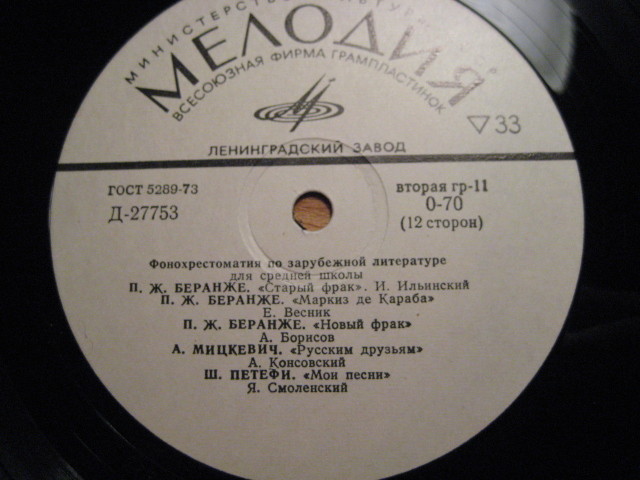 МИНИСТЕРСТВО КУЛЬТУРЫ СССР
МЕЛОДИЯ
ВСЕСОЮЗНАЯ ФИРМА ГРАМПЛАСТИНОК
▽33
ЛЕНИНГРАДСКИЙ ЗАВОД
ГОСТ 5289-73
Д-27753
вторая гр-11
0-70
(12 сторон)
Фонохрестоматия по зарубежной литературе
для средней школы
П. Ж. БЕРАНЖЕ. «Старый фрак». И. Ильинский
П. Ж. БЕРАНЖЕ. «Маркиз де Караба»
Е. Весник
П. Ж. БЕРАНЖЕ. «Новый фрак»
А. Борисов
А. МИЦКЕВИЧ. «Русским друзьям»
А. Консовский
Ш. ПЕТЕФИ. «Мои песни»
Я. Смоленский